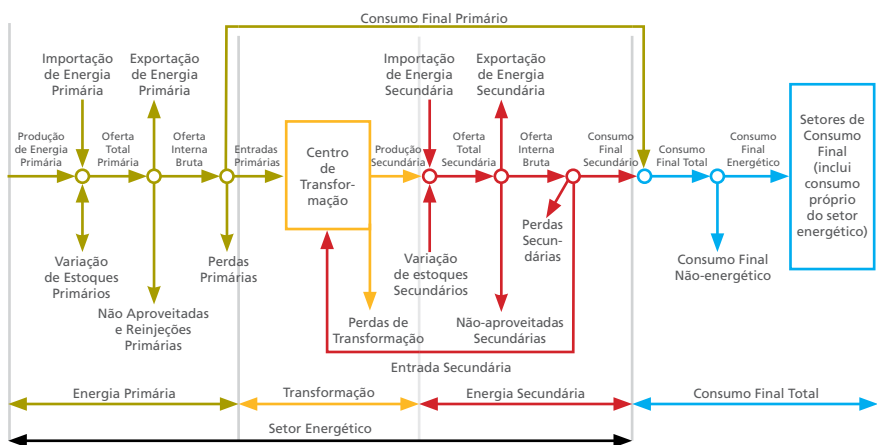 Consumo Final Primário
Importação
de Energia
Primária
Exportação
de Energia
Primária
Importação
de Energia
Secundária
Exportação
de Energia
Secundária
Produção
de Energia
Primária
Oferta
Total
Primária
Oferta
Interna
Bruta
Entradas
Primárias
Centro
de
Transfor-
mação
Produção
Secundária
Oferta
Total
Secundária
Oferta
Interna
Bruta
Consumo
Final
Secundário
Consumo
Final Total
Consumo
Final
Energético
Setores de
Consumo
Final
(inclui
consumo
próprio
do setor
energético)
Variação
de Estoques
Primários
Não Aproveitadas
e Reinjeções
Primárias
Perdas
Primárias
Perdas de
Transformação
Variação
de estoques
Secundários
Não-aproveitadas
Secundárias
Perdas
Secun-
dárias
Consumo Final
Não-energético
Entrada Secundária
Energia Primária
Transformação
Energia Secundária
Consumo Final Total
Setor Energético